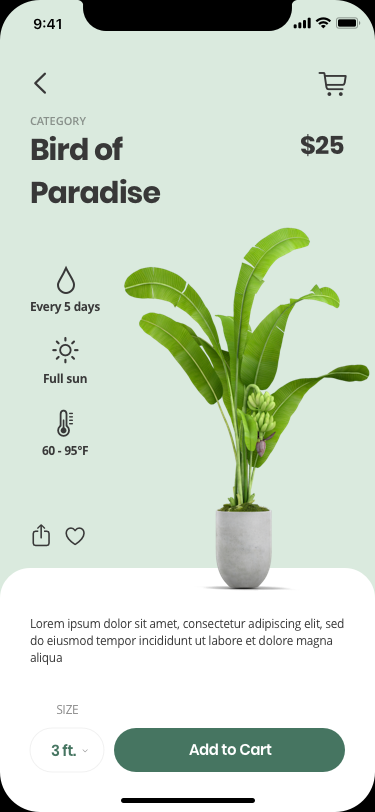 9:41
CATEGORY
Bird of
Paradise
$25
Every 5 days
Full sun
60 - 95°F
Lorem ipsum dolor sit amet, consectetur adipiscing elit, sed
do eiusmod tempor incididunt ut labore et dolore magna
aliqua
SIZE
3 ft.
Add to Cart